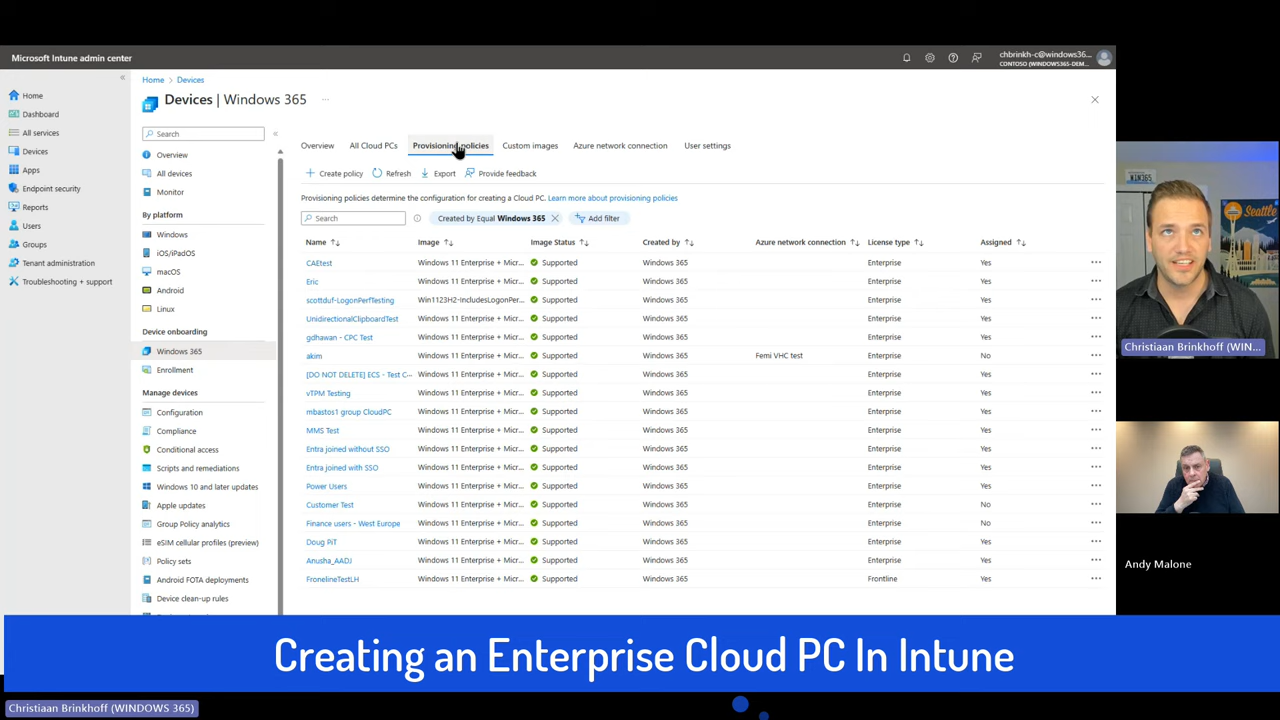 Microsoft Intune admin center
chbrinkh-c@windows36...
CONTOSO (WINDOWS365-DEM...
Home > Devices
Devices | Windows 365 ...
Home
Dashboard
All services
Devices
Apps
Endpoint security
Reports
Users
Groups
Tenant administration
Troubleshooting + support
Search
Overview
All devices
Monitor
By platform
Windows
iOS/iPadOS
macOS
Android
Linux
Device onboarding
Windows 365
Enrollment
Manage devices
Configuration
Compliance
Conditional access
Scripts and remediations
Windows 10 and later updates
Apple updates
Group Policy analytics
eSIM cellular profiles (preview)
Policy sets
Android FOTA deployments
Device clean-up rules
Overview All Cloud PCs Provisioning policies Custom images Azure network connection User settings
Create policy Refresh Export Provide feedback
Provisioning policies determine the configuration for creating a Cloud PC. Learn more about provisioning policies
Search Created by Equal Windows 365 Add filter
Name Image Image Status Created by Azure network connection License type Assigned
CAEtest Windows 11 Enterprise + Micr... Supported Windows 365 Enterprise Yes
Eric Windows 11 Enterprise + Micr... Supported Windows 365 Enterprise Yes
scottduf-LogonPerfTesting Win1123H2-IncludesLogonPer... Supported Windows 365 Enterprise Yes
UnidirectionalClipboardTest Windows 11 Enterprise + Micr... Supported Windows 365 Enterprise Yes
gdhawan - CPC Test Windows 11 Enterprise + Micr... Supported Windows 365 Enterprise Yes
akim Windows 11 Enterprise + Micr... Supported Windows 365 Femi VHC test Enterprise No
[DO NOT DELETE] ECS - Test C... Windows 11 Enterprise + Micr... Supported Windows 365 Enterprise Yes
vTPM Testing Windows 11 Enterprise + Micr... Supported Windows 365 Enterprise Yes
mbastos1 group CloudPC Windows 11 Enterprise + Micr... Supported Windows 365 Enterprise Yes
MMS Test Windows 11 Enterprise + Micr... Supported Windows 365 Enterprise Yes
Entra joined without SSO Windows 11 Enterprise + Micr... Supported Windows 365 Enterprise Yes
Entra joined with SSO Windows 11 Enterprise + Micr... Supported Windows 365 Enterprise Yes
Power Users Windows 11 Enterprise + Micr... Supported Windows 365 Enterprise Yes
Customer Test Windows 11 Enterprise + Micr... Supported Windows 365 Enterprise No
Finance users - West Europe Windows 11 Enterprise + Micr... Supported Windows 365 Enterprise No
Doug PiT Windows 11 Enterprise + Micr... Supported Windows 365 Enterprise Yes
Anusha_AADJ Windows 11 Enterprise + Micr... Supported Windows 365 Enterprise Yes
FronelineTestLH Windows 11 Enterprise + Micr... Supported Windows 365 Frontline Yes
WIN365
Seattle
Christiaan Brinkhoff (WIN...
Andy Malone
Creating an Enterprise Cloud PC In Intune
Christiaan Brinkhoff (WINDOWS 365)